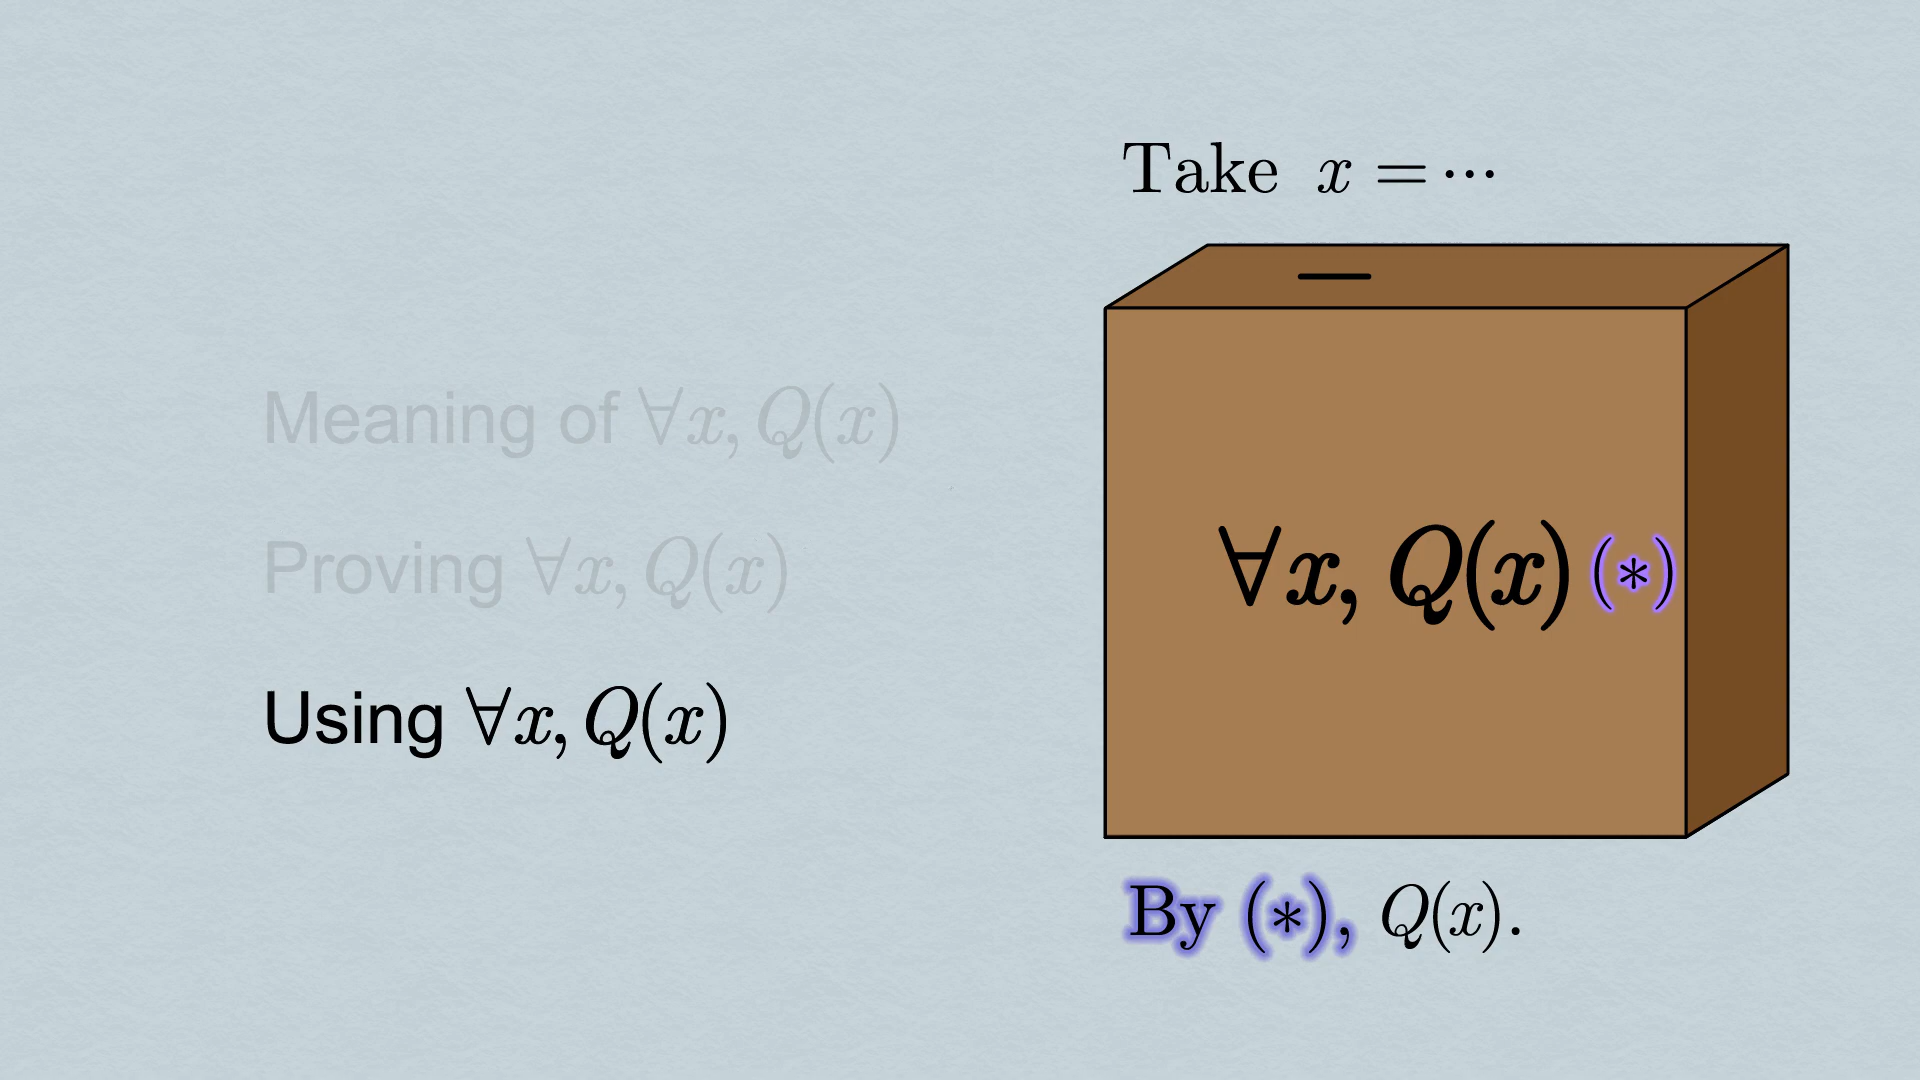 Meaning of ∀x, Q(x)
Proving ∀x, Q(x)
Using ∀x, Q(x)
Take x = ⋯
∀x, Q(x) (*)
By (*), Q(x).